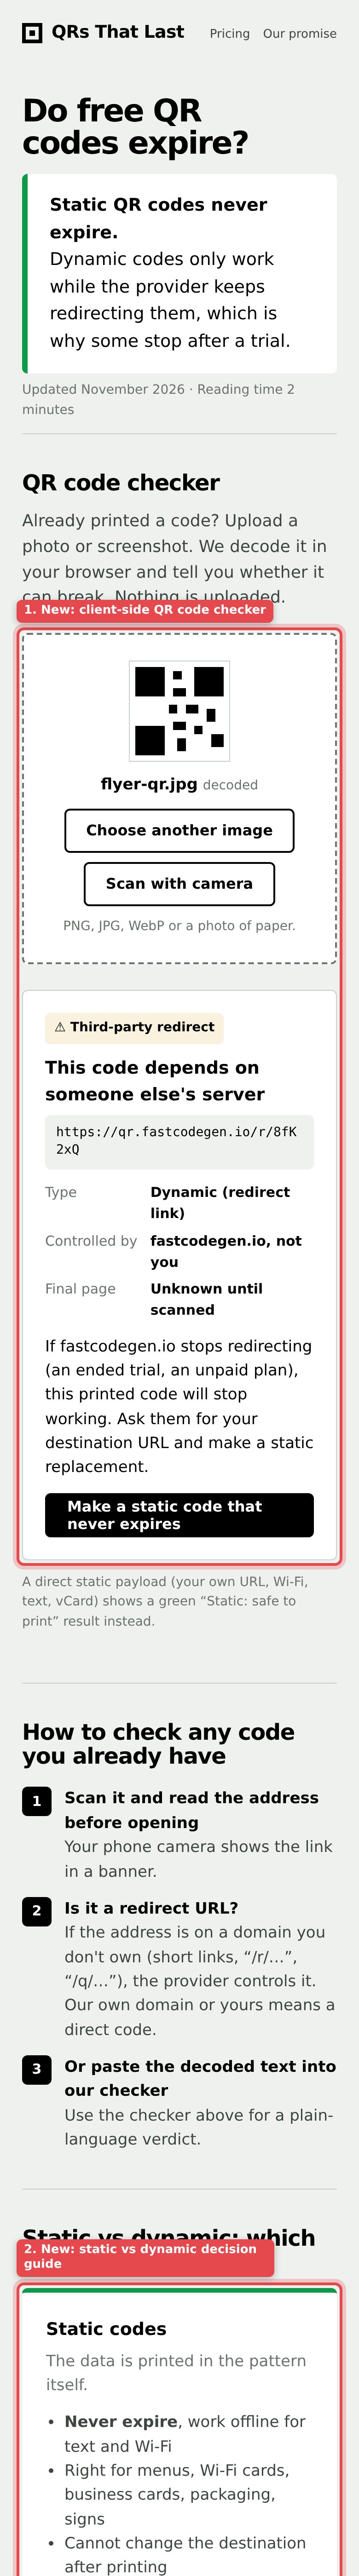 QRs That Last
Pricing
Our promise
Do free QR
codes expire?
Static QR codes never
expire.
Dynamic codes only work
while the provider keeps
redirecting them, which is
why some stop after a trial.
Updated November 2026 · Reading time 2
minutes
QR code checker
Already printed a code? Upload a
photo or screenshot. We decode it in
your browser and tell you whether it
can break. Nothing is uploaded.
1. New: client-side QR code checker
flyer-qr.jpg decoded
Choose another image
Scan with camera
PNG, JPG, WebP or a photo of paper.
⚠ Third-party redirect
This code depends on
someone else's server
https://qr.fastcodegen.io/r/8fK
2xQ
Type Dynamic (redirect
link)
Controlled by fastcodegen.io, not
you
Final page Unknown until
scanned
If fastcodegen.io stops redirecting
(an ended trial, an unpaid plan),
this printed code will stop
working. Ask them for your
destination URL and make a static
replacement.
Make a static code that
never expires
A direct static payload (your own URL, Wi-Fi,
text, vCard) shows a green “Static: safe to
print” result instead.
How to check any code
you already have
1 Scan it and read the address
before opening
Your phone camera shows the link
in a banner.
2 Is it a redirect URL?
If the address is on a domain you
don't own (short links, “/r/…”,
“/q/…”), the provider controls it.
Our own domain or yours means a
direct code.
3 Or paste the decoded text into
our checker
Use the checker above for a plain-
language verdict.
Static vs dynamic: which
2. New: static vs dynamic decision
guide
Static codes
The data is printed in the pattern
itself.
• Never expire, work offline for
text and Wi-Fi
• Right for menus, Wi-Fi cards,
business cards, packaging,
signs
• Cannot change the destination
after printing